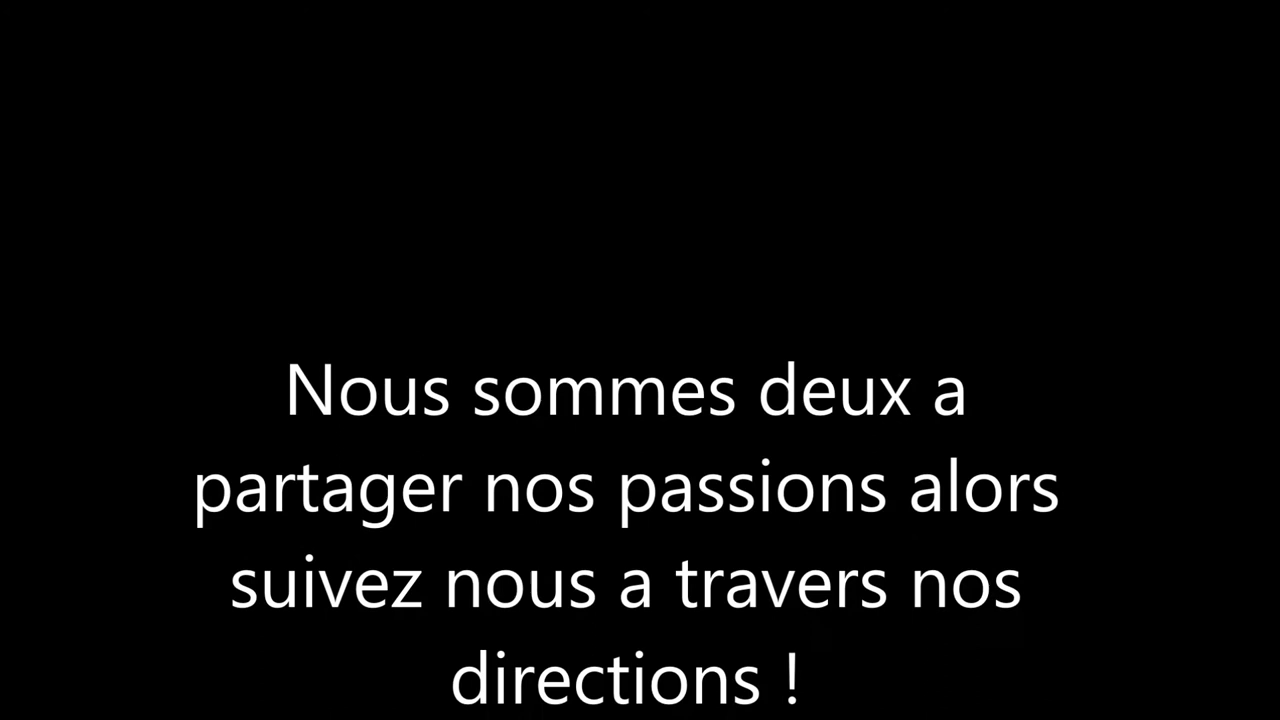 Nous sommes deux a
partager nos passions alors
suivez nous a travers nos
directions !